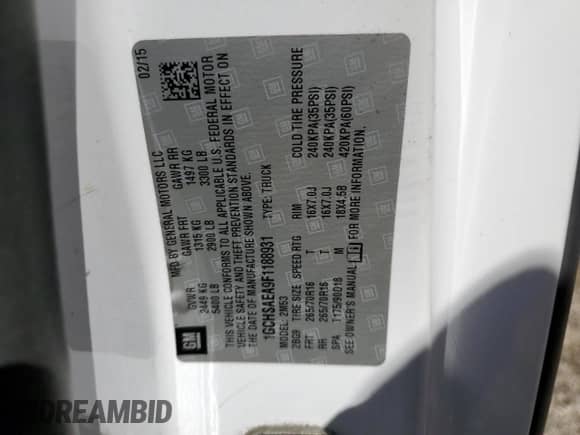 02/15
MFD BY GENERAL MOTORS LLC
GVWR GAWR FRT GAWR RR
2449 KG 1315 KG 1497 KG
5400 LB 2900 LB 3300 LB
THIS VEHICLE CONFORMS TO ALL APPLICABLE U.S. FEDERAL MOTOR
VEHICLE SAFETY AND THEFT PREVENTION STANDARDS IN EFFECT ON
THE DATE OF MANUFACTURE SHOWN ABOVE.
1GCHSAEA9F1188931 TYPE: TRUCK
MODEL: 2M53
2BG9 TIRE SIZE SPEED RTG RIM COLD TIRE PRESSURE
FRT 265/70R16 T 16X7.0J 240KPA(35PSI)
RR 265/70R16 T 16X7.0J 240KPA(35PSI)
SPA T175/90D18 M 18X4.5B 420KPA(60PSI)
SEE OWNER'S MANUAL FOR MORE INFORMATION.
GM
IDREAMBID